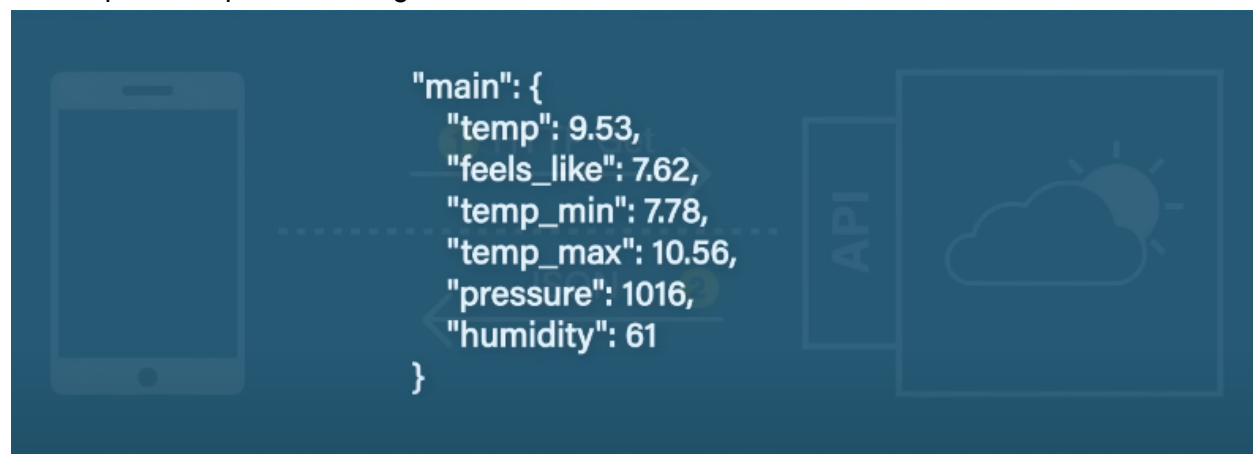 "main": {
"temp": 9.53,
"feels_like": 7.62,
"temp_min": 7.78,
"temp_max": 10.56,
"pressure": 1016,
"humidity": 61
}
API